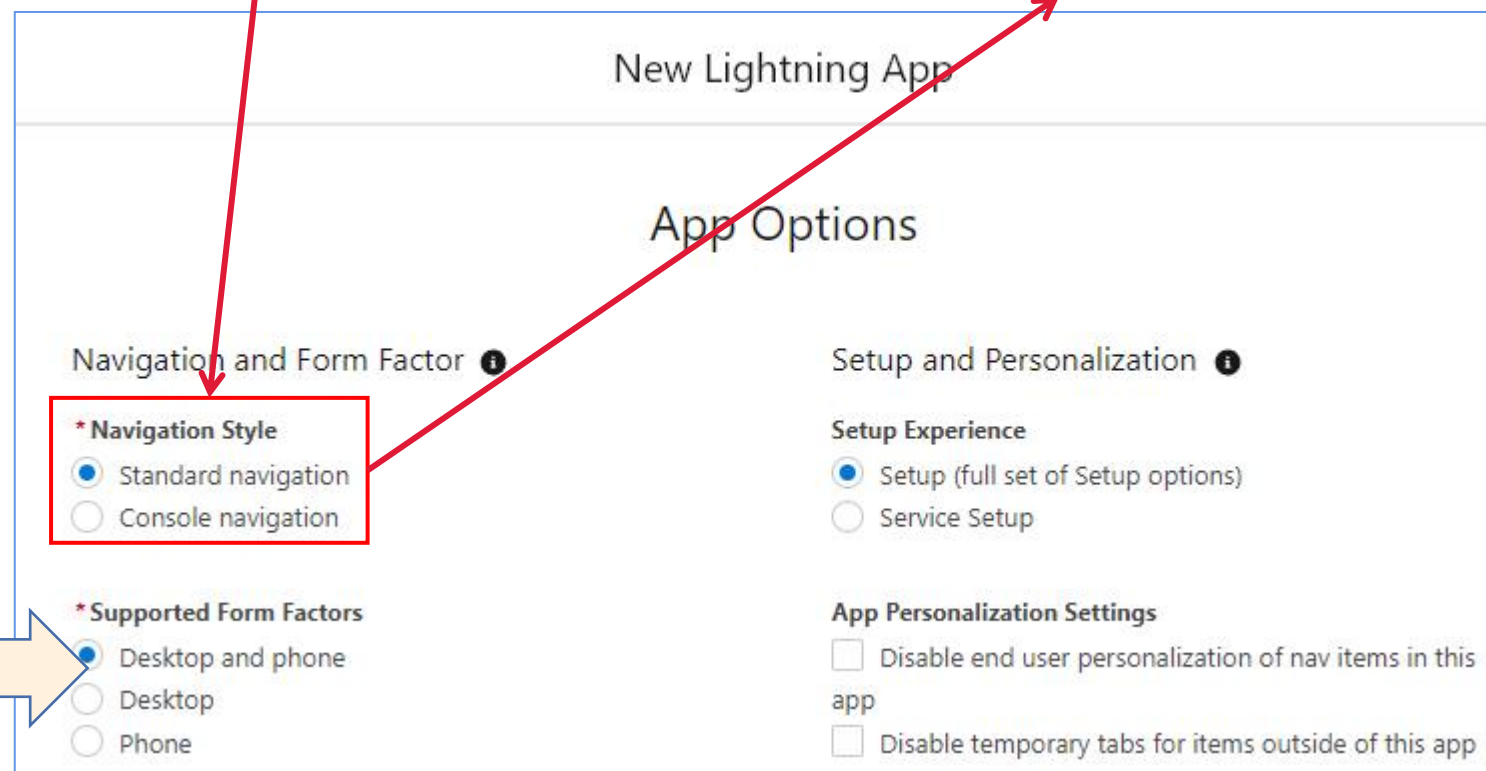 New Lightning App
App Options
Navigation and Form Factor
* Navigation Style
Standard navigation
Console navigation
* Supported Form Factors
Desktop and phone
Desktop
Phone
Setup and Personalization
Setup Experience
Setup (full set of Setup options)
Service Setup
App Personalization Settings
Disable end user personalization of nav items in this
app
Disable temporary tabs for items outside of this app